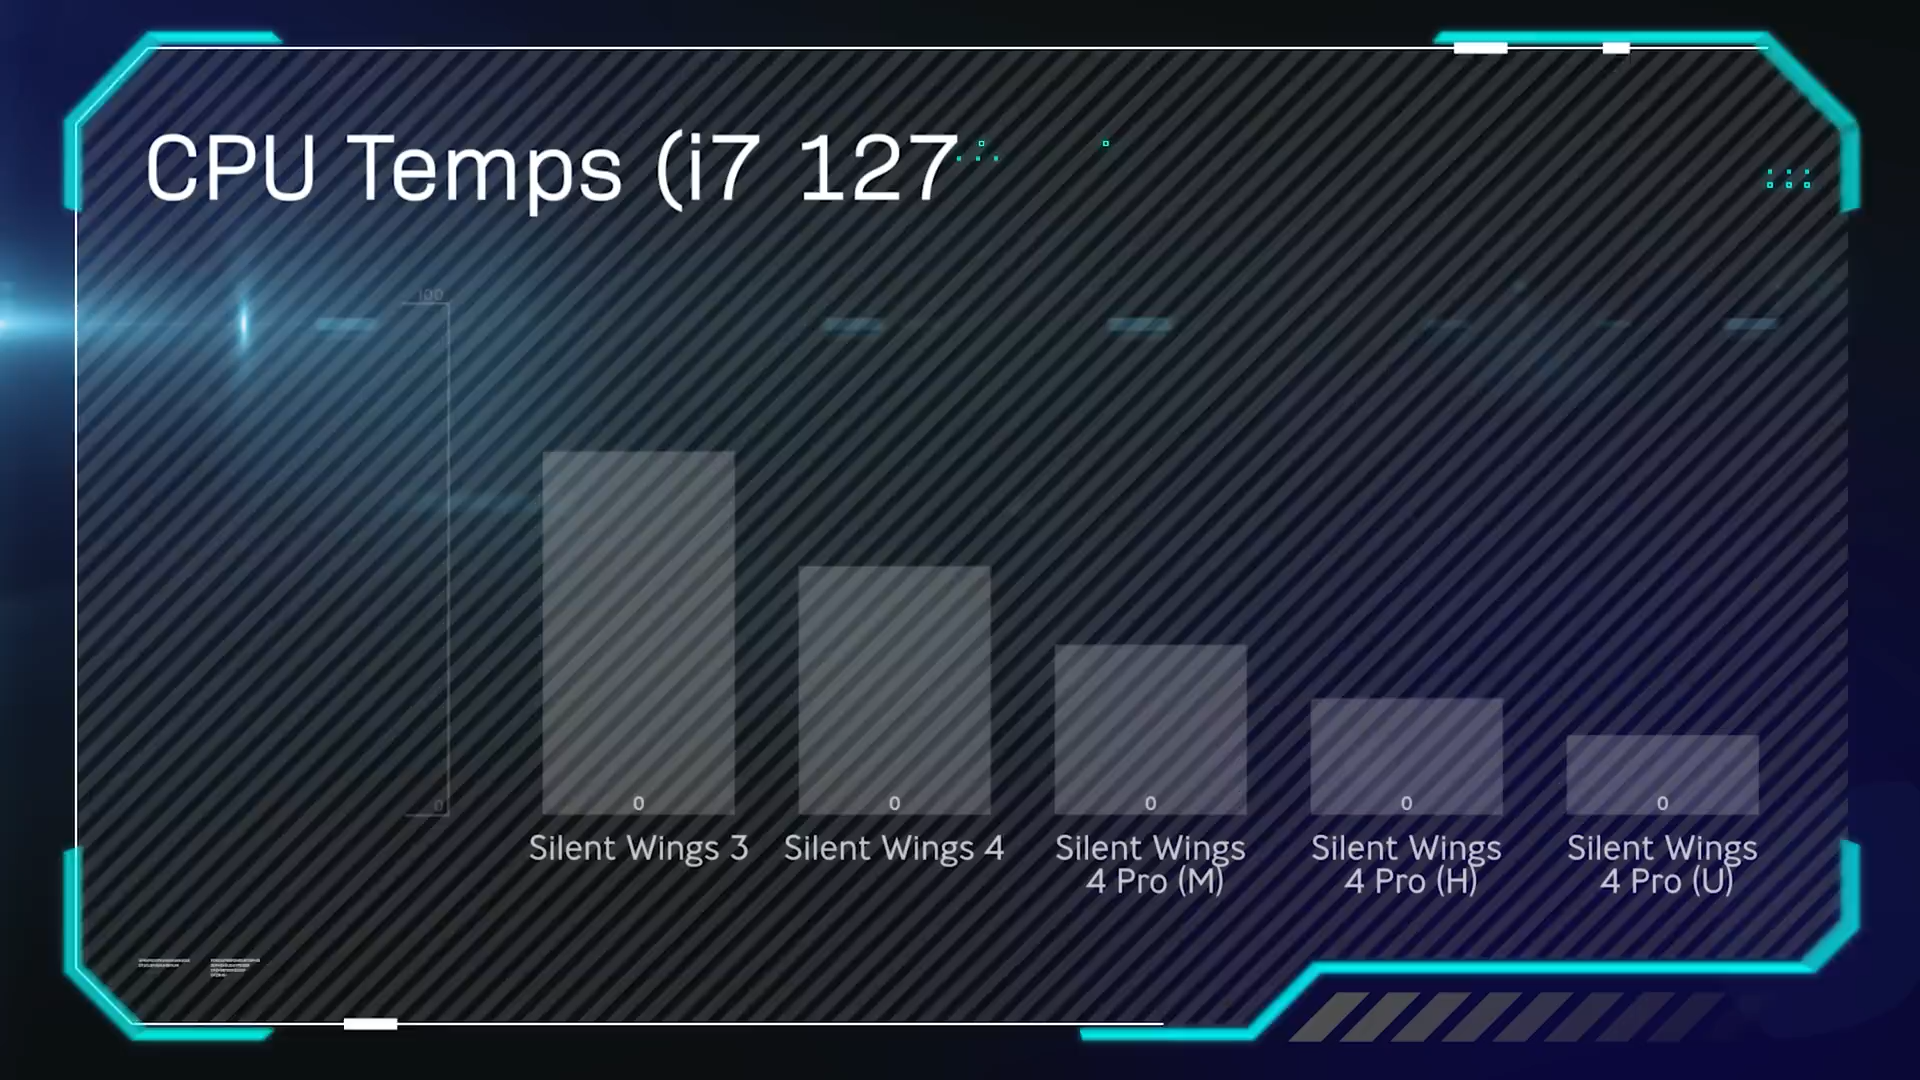 CPU Temps (i7 127
100
0
0
0
0
0
0
Silent Wings 3
Silent Wings 4
Silent Wings
4 Pro (M)
Silent Wings
4 Pro (H)
Silent Wings
4 Pro (U)